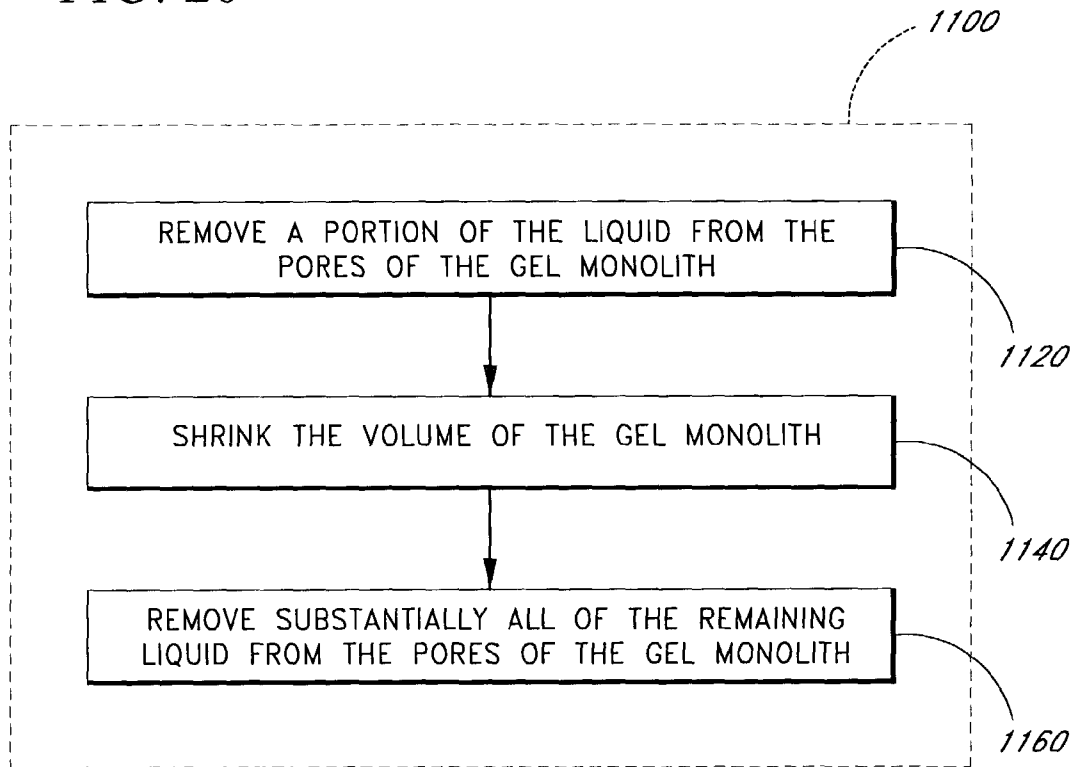 1100
REMOVE A PORTION OF THE LIQUID FROM THE
PORES OF THE GEL MONOLITH
1120
SHRINK THE VOLUME OF THE GEL MONOLITH
1140
REMOVE SUBSTANTIALLY ALL OF THE REMAINING
LIQUID FROM THE PORES OF THE GEL MONOLITH
1160